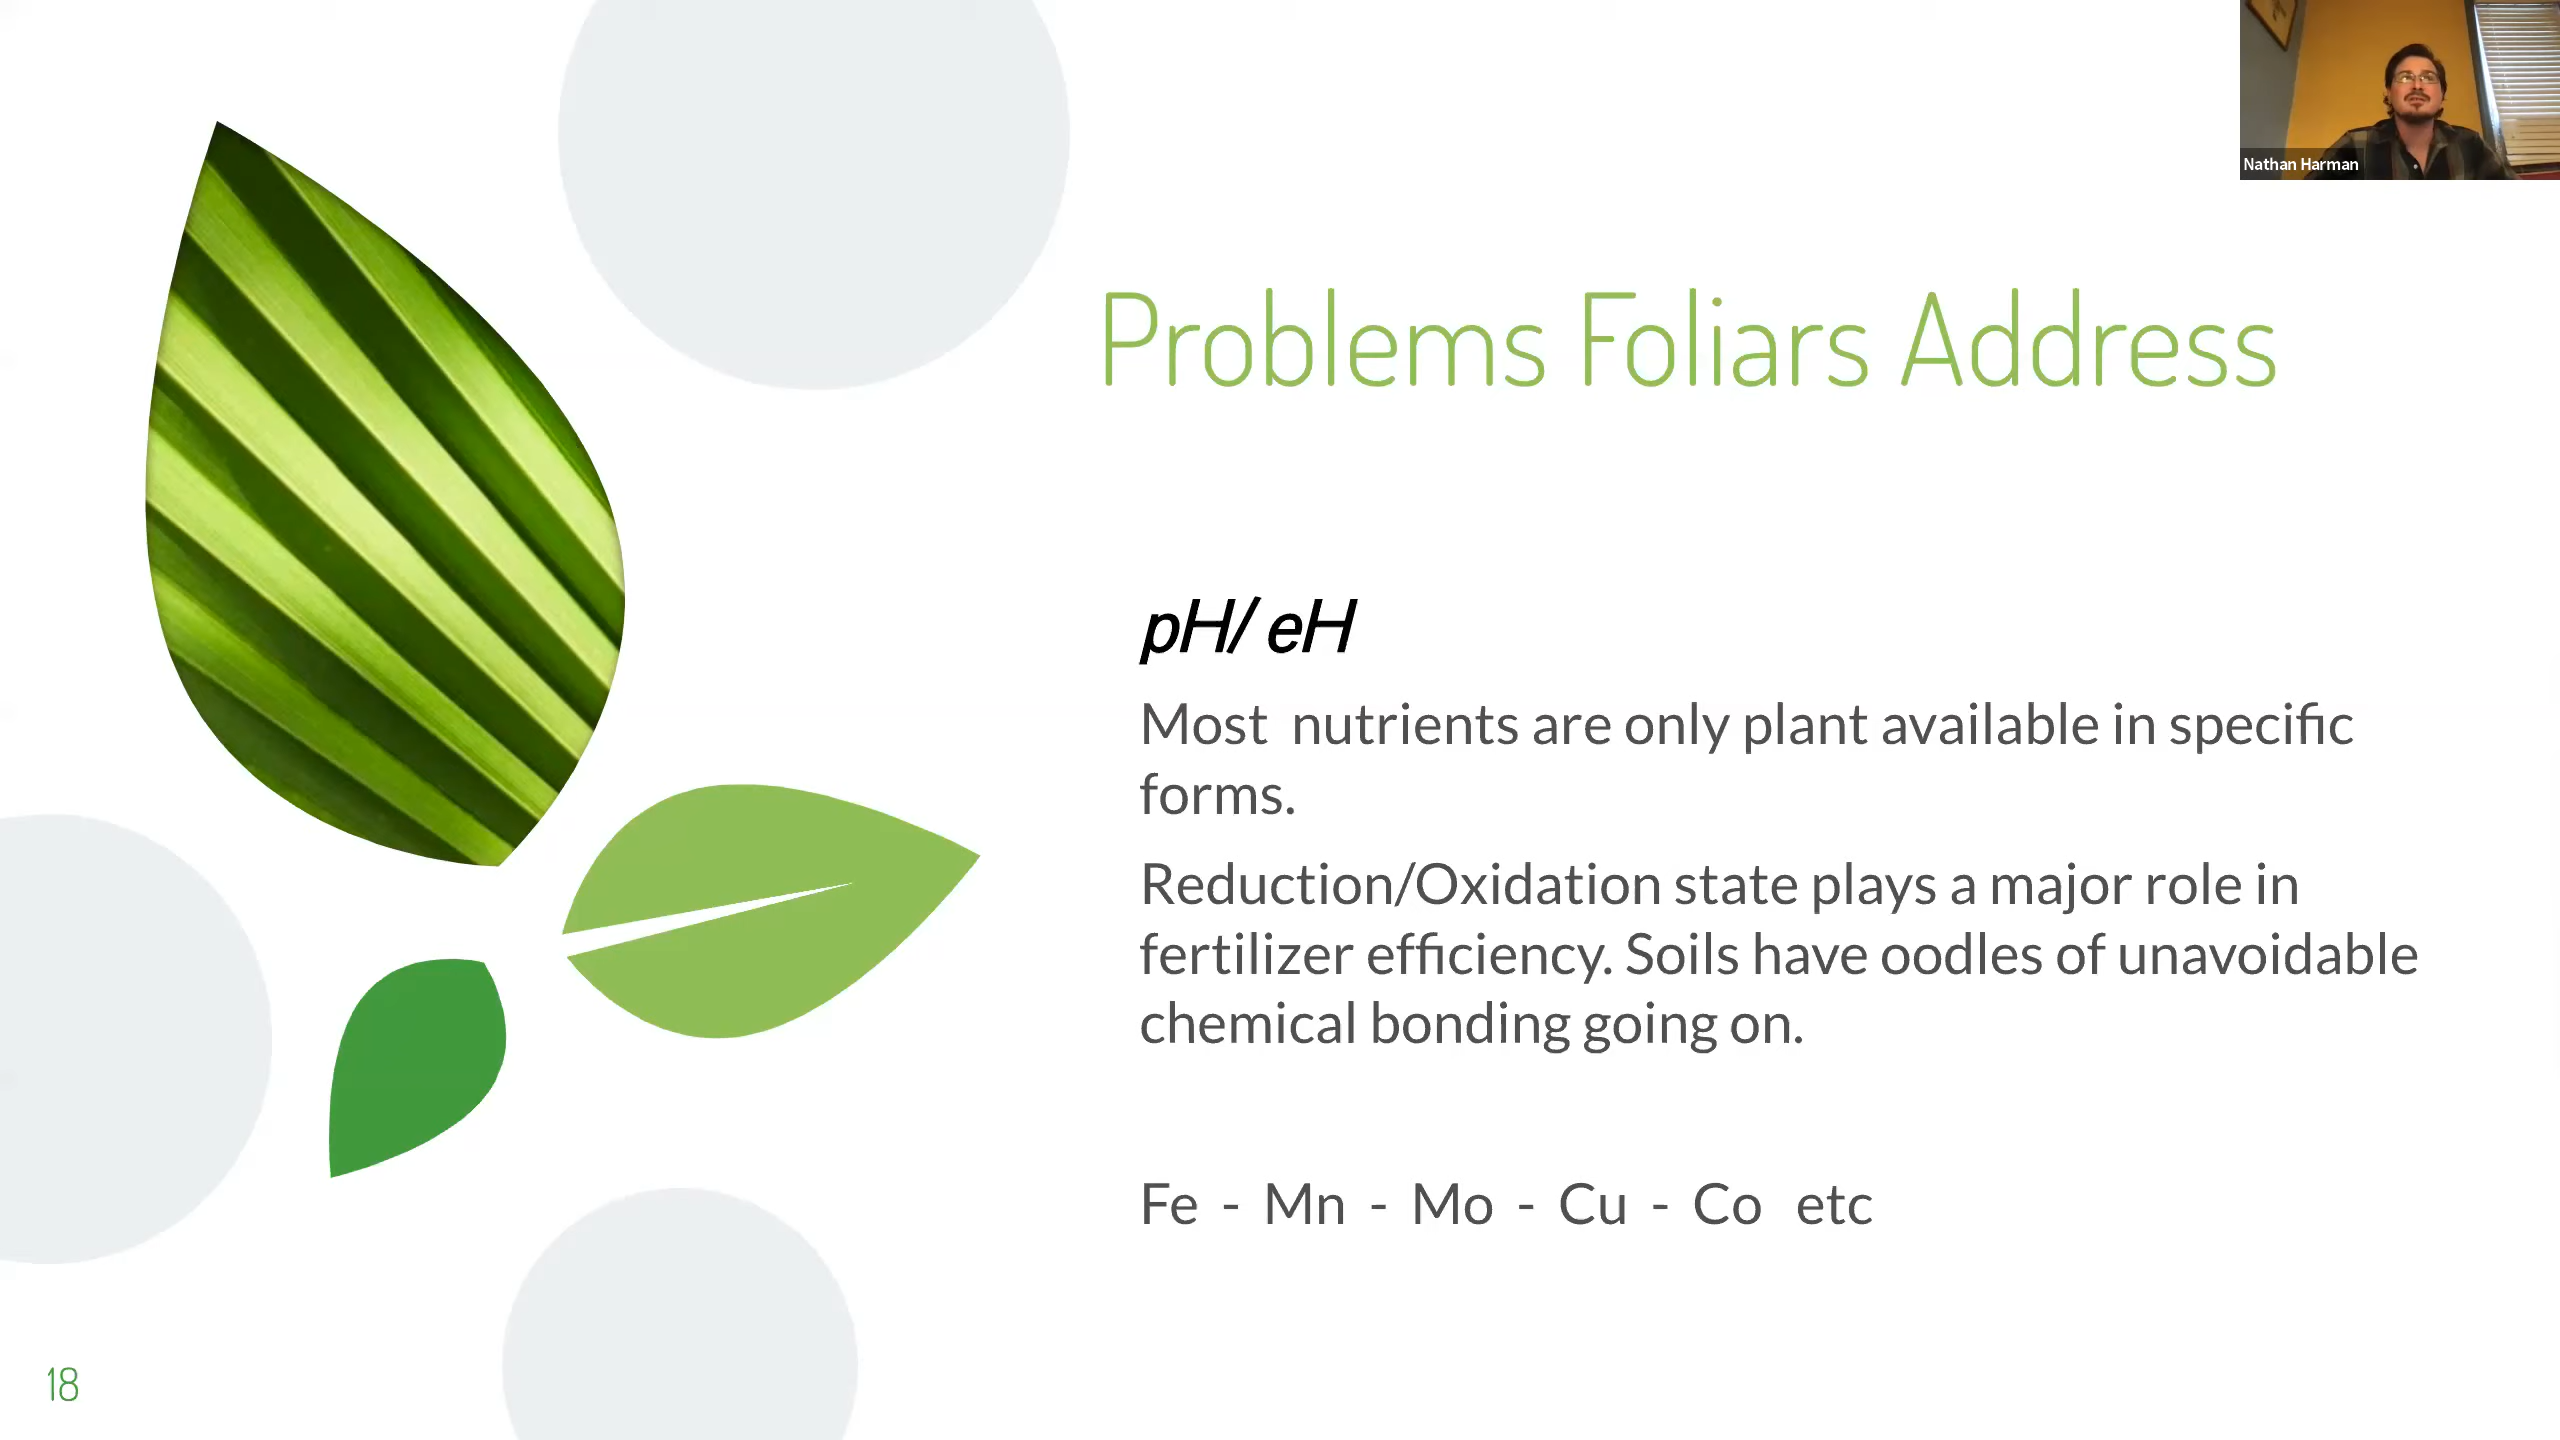 Nathan Harman
Problems Foliars Address
pH/ eH
Most  nutrients are only plant available in specific
forms.
Reduction/Oxidation state plays a major role in
fertilizer efficiency. Soils have oodles of unavoidable
chemical bonding going on.
Fe - Mn - Mo - Cu - Co  etc
18